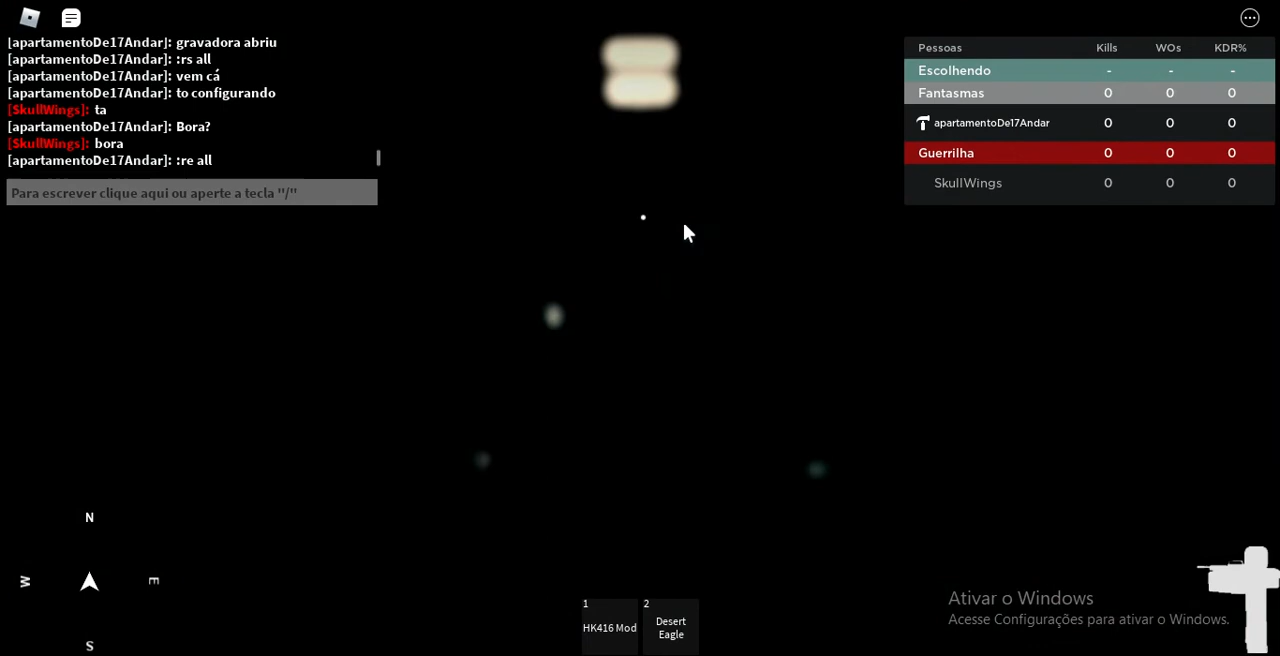 [apartamentoDe17Andar]: gravadora abriu
[apartamentoDe17Andar]: :rs all
[apartamentoDe17Andar]: vem cá
[apartamentoDe17Andar]: to configurando
[$kullWings]: ta
[apartamentoDe17Andar]: Bora?
[$kullWings]: bora
[apartamentoDe17Andar]: :re all
Para escrever clique aqui ou aperte a tecla "/"
Pessoas Kills WOs KDR%
Escolhendo - - -
Fantasmas 0 0 0
apartamentoDe17Andar 0 0 0
Guerrilha 0 0 0
SkullWings 0 0 0
N
W E
S
1 HK416 Mod
2 Desert Eagle
Ativar o Windows
Acesse Configurações para ativar o Windows.